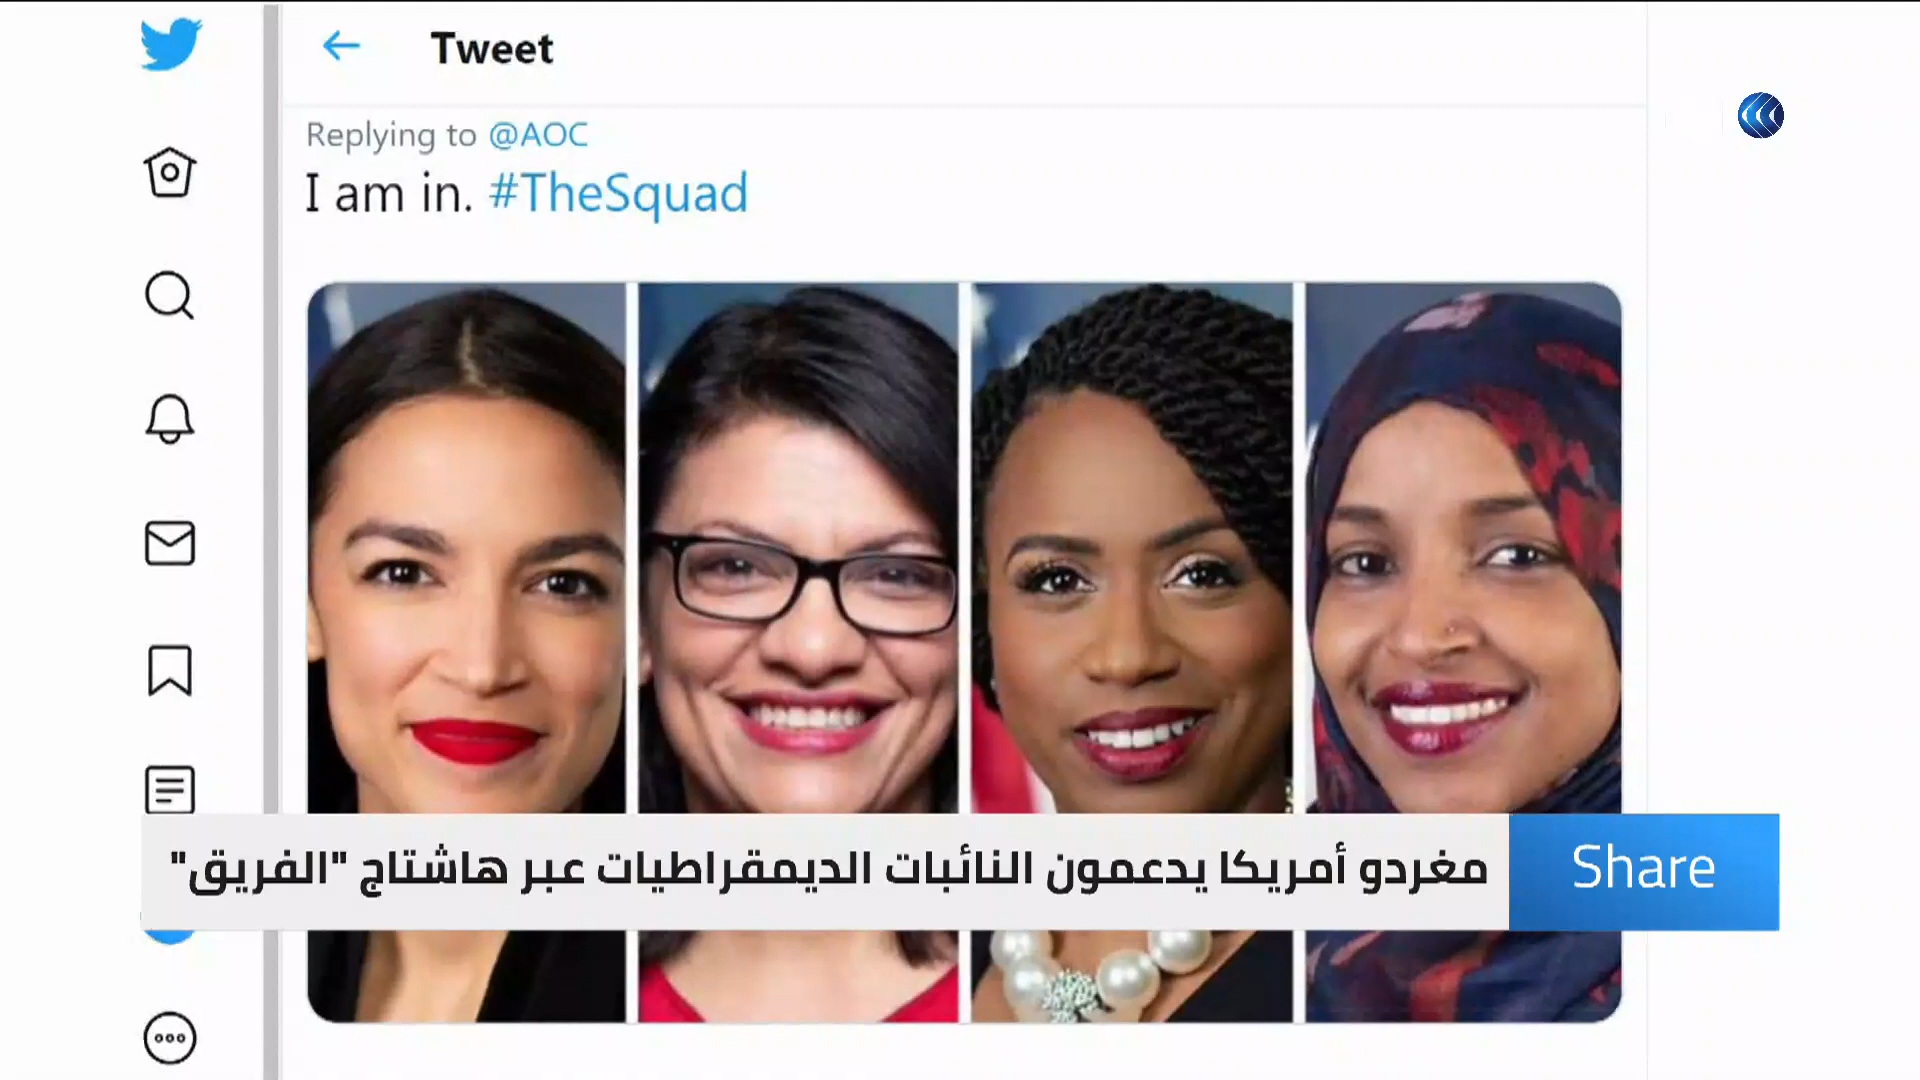 Tweet
Replying to @AOC
I am in. #TheSquad
مغردو أمريكا يدعمون النائبات الديمقراطيات عبر هاشتاج "الفريق"
Share